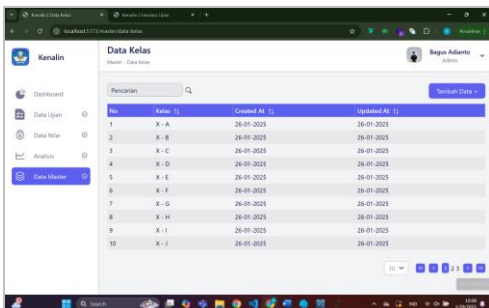 Kenalin | Data Kelas
localhost:5173/master/data-kelas
Kenalin
Data Kelas
Master - Data Kelas
Bagus Adianto
Admin
Dashboard
Data Ujian
Data Nilai
Analisis
Data Master
Pencarian
Tambah Data +
No Kelas Created At Updated At
1 X - A 26-01-2025 26-01-2025
2 X - B 26-01-2025 26-01-2025
3 X - C 26-01-2025 26-01-2025
4 X - D 26-01-2025 26-01-2025
5 X - E 26-01-2025 26-01-2025
6 X - F 26-01-2025 26-01-2025
7 X - G 26-01-2025 26-01-2025
8 X - H 26-01-2025 26-01-2025
9 X - I 26-01-2025 26-01-2025
10 X - J 26-01-2025 26-01-2025
10 1 2 3
Search
IND